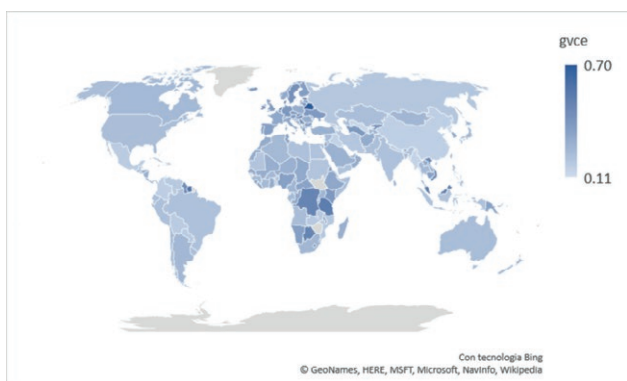 gvce
0.70
0.11
Con tecnologia Bing
© GeoNames, HERE, MSFT, Microsoft, NavInfo, Wikipedia